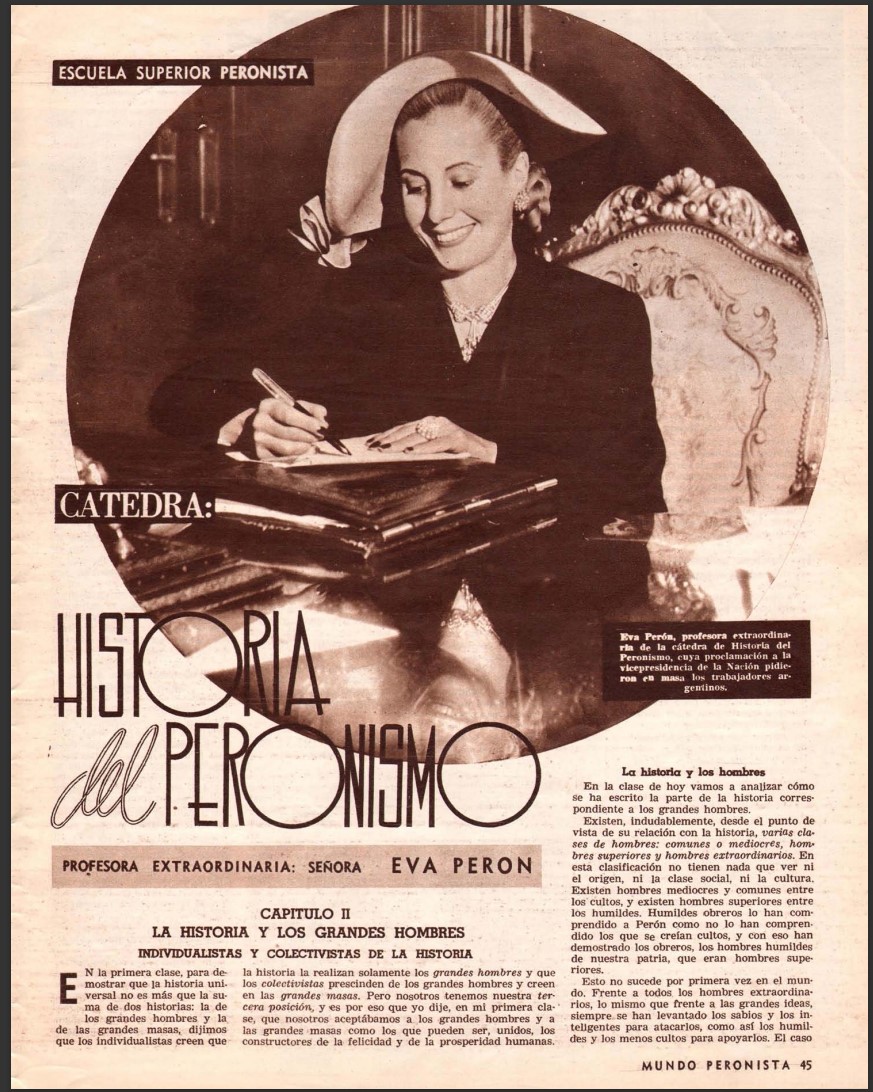 ESCUELA SUPERIOR PERONISTA
CATEDRA:
HISTORIA
del PERONISMO
Eva Perón, profesora extraordina-
ria de la cátedra de Historia del
Peronismo, cuya proclamación a la
vicepresidencia de la Nación pidie-
ron en masa los trabajadores ar-
gentinos.
PROFESORA EXTRAORDINARIA: SEÑORA EVA PERON
CAPITULO II
LA HISTORIA Y LOS GRANDES HOMBRES
INDIVIDUALISTAS Y COLECTIVISTAS DE LA HISTORIA
EN la primera clase, para de-
mostrar que la historia uni-
versal no es más que la su-
ma de dos historias: la de
los grandes hombres y la
de las grandes masas, dijimos
que los individualistas creen que
la historia la realizan solamente los grandes hombres y que
los colectivistas prescinden de los grandes hombres y creen
en las grandes masas. Pero nosotros tenemos nuestra ter-
cera posición, y es por eso que yo dije, en mi primera cla-
se, que nosotros aceptábamos a los grandes hombres y a
las grandes masas como los que pueden ser, unidos, los
constructores de la felicidad y de la prosperidad humanas.
La historia y los hombres
En la clase de hoy vamos a analizar cómo
se ha escrito la parte de la historia corres-
pondiente a los grandes hombres.
Existen, indudablemente, desde el punto de
vista de su relación con la historia, varias cla-
ses de hombres: comunes o mediocres, hom-
bres superiores y hombres extraordinarios. En
esta clasificación no tienen nada que ver ni
el origen, ni la clase social, ni la cultura.
Existen hombres mediocres y comunes entre
los cultos, y existen hombres superiores entre
los humildes. Humildes obreros lo han com-
prendido a Perón como no lo han compren-
dido los que se creían cultos, y con eso han
demostrado los obreros, los hombres humildes
de nuestra patria, que eran hombres supe-
riores.
Esto no sucede por primera vez en el mun-
do. Frente a todos los hombres extraordina-
rios, lo mismo que frente a las grandes ideas,
siempre se han levantado los sabios y los in-
teligentes para atacarlos, como así los humil-
des y los menos cultos para apoyarlos. El caso
MUNDO PERONISTA 45